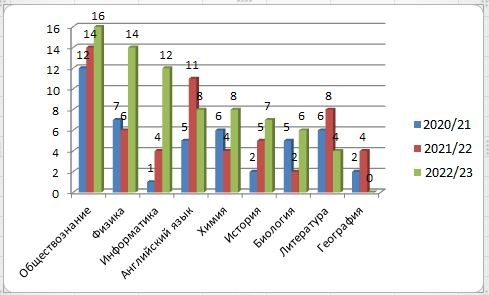 16
14
12
10
8
6
4
2
0
12 14 16
7 6 14
1 4 12
5 11 8
6 4 8
2 5 7
5 2 6
6 8 4
2 4 0
Обществознание
Физика
Информатика
Английский язык
Химия
История
Биология
Литература
География
2020/21
2021/22
2022/23